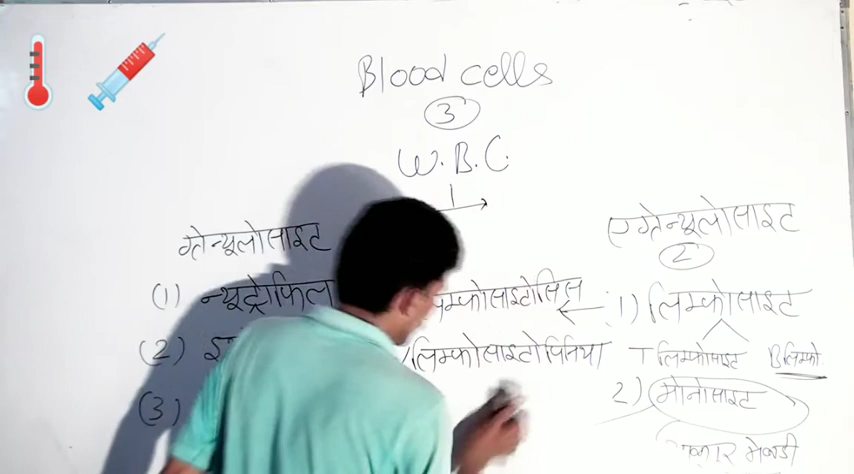 Blood cells
3
W.B.C.
ग्रेन्यूलोसाइट
एग्रेन्यूलोसाइट
2
(1) न्यूट्रोफिल
लिम्फोसाइटोसिस
1) लिम्फोसाइट
(2)
लिम्फोसाइटोपिनिया
T लिम्फोसाइट B लिम्फो
(3)
2) मोनोसाइट